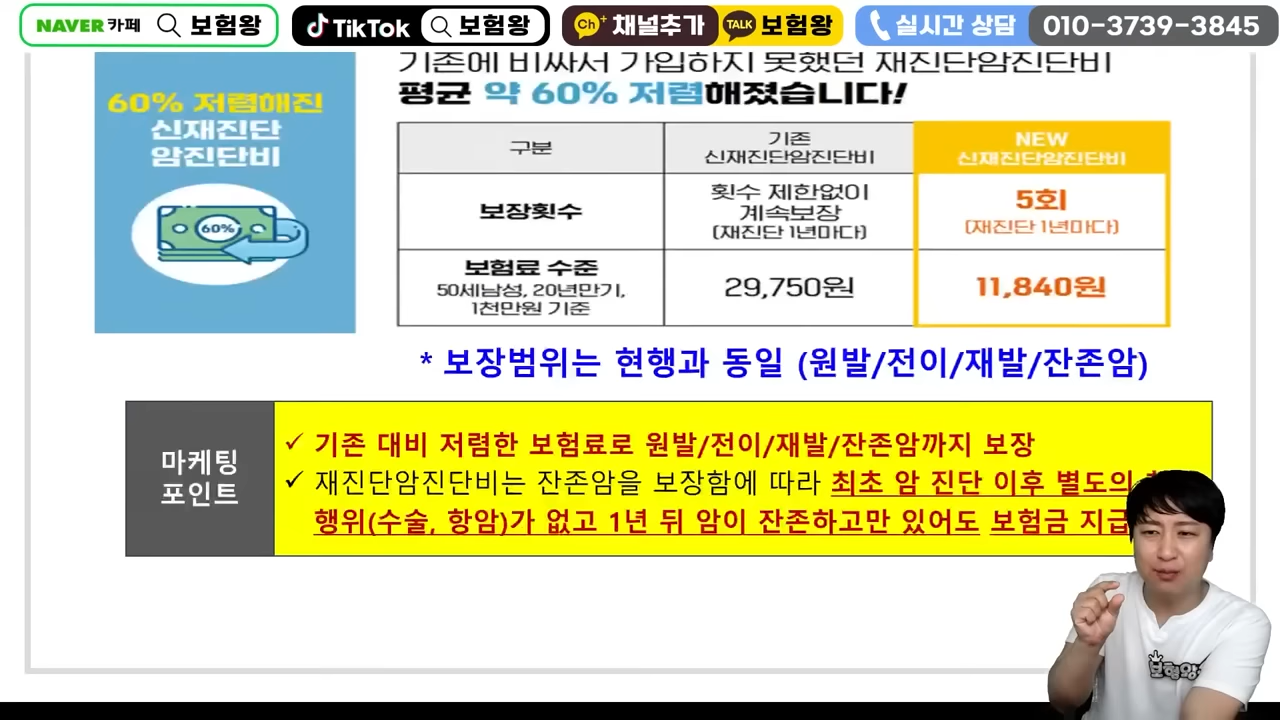 NAVER 카페 보험왕
TikTok 보험왕
Ch+ 채널추가 TALK 보험왕
실시간 상담 010-3739-3845
60% 저렴해진
신재진단
암진단비
60%
기존에 비싸서 가입하지 못했던 재진단암진단비
평균 약 60% 저렴해졌습니다!
구분
기존
신재진단암진단비
NEW
신재진단암진단비
보장횟수
횟수 제한없이
계속보장
(재진단 1년마다)
5회
(재진단 1년마다)
보험료 수준
50세남성, 20년만기,
1천만원 기준
29,750원
11,840원
* 보장범위는 현행과 동일 (원발/전이/재발/잔존암)
마케팅
포인트
✓ 기존 대비 저렴한 보험료로 원발/전이/재발/잔존암까지 보장
✓ 재진단암진단비는 잔존암을 보장함에 따라 최초 암 진단 이후 별도의
행위(수술, 항암)가 없고 1년 뒤 암이 잔존하고만 있어도 보험금 지급
보험왕